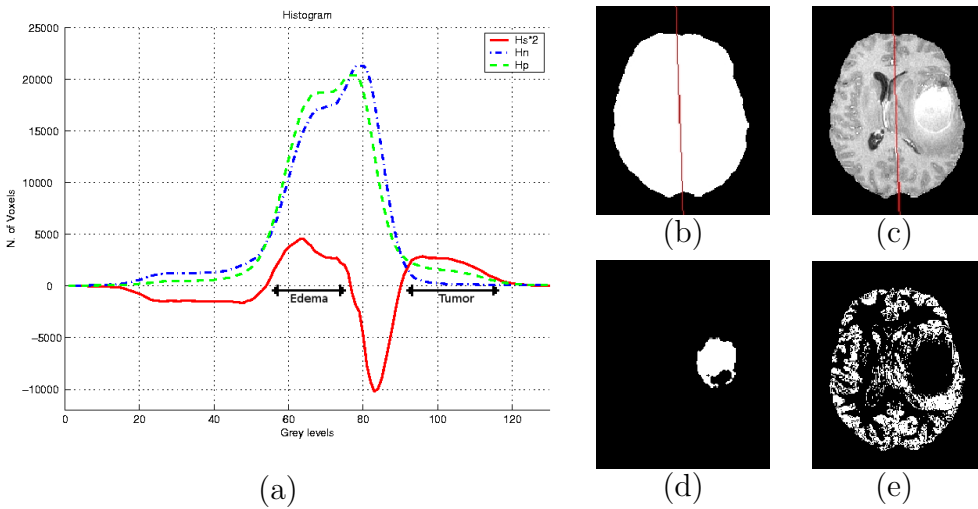 Histogram
25000
20000
15000
10000
5000
0
−5000
−10000
N. of Voxels
Hs*2
Hn
Hp
Edema
Tumor
0 20 40 60 80 100 120
Grey levels
(a)
(b)
(c)
(d)
(e)